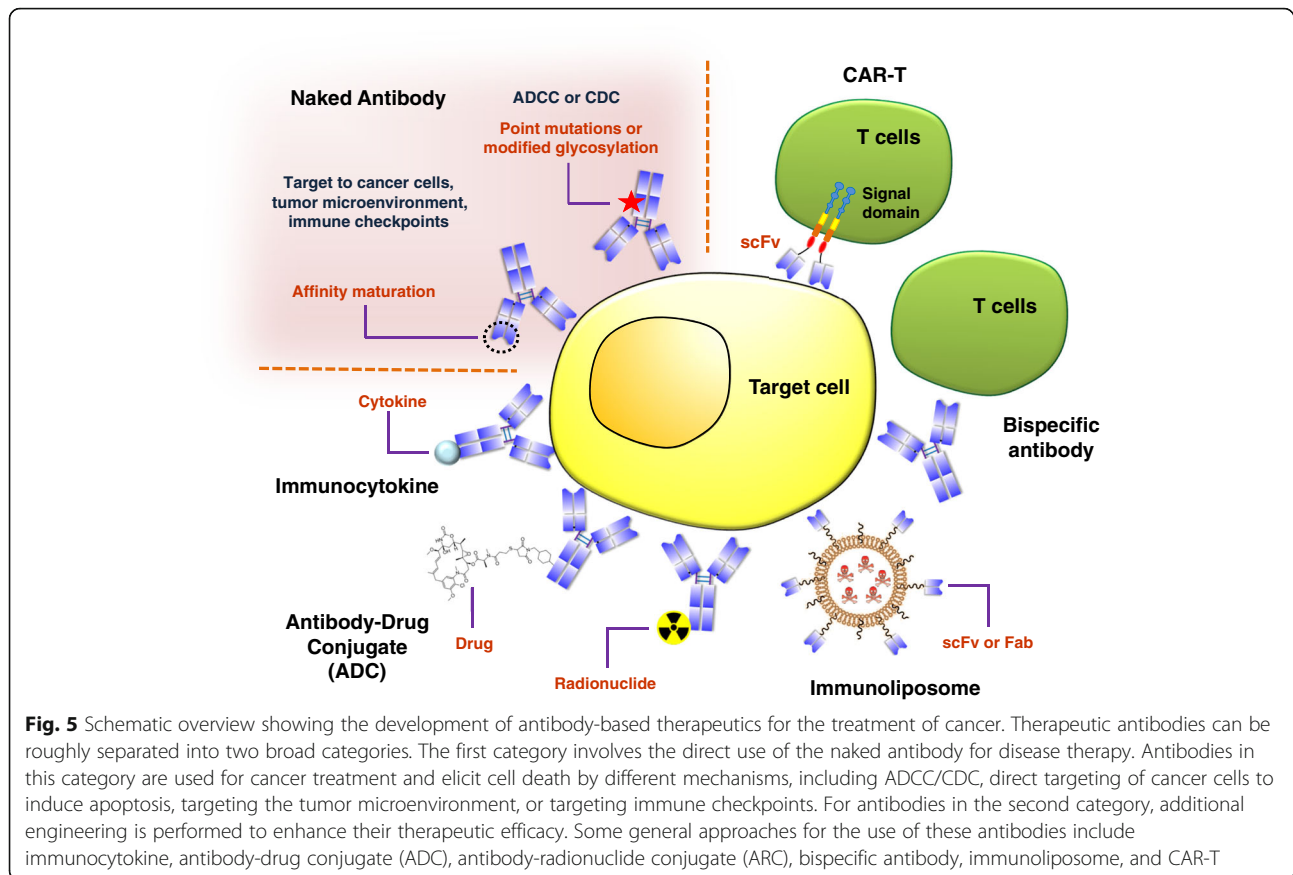 Naked Antibody
ADCC or CDC
Point mutations or
modified glycosylation
Target to cancer cells,
tumor microenvironment,
immune checkpoints
Affinity maturation
CAR-T
T cells
Signal
domain
scFv
T cells
Target cell
Bispecific
antibody
Cytokine
Immunocytokine
Antibody-Drug
Conjugate
(ADC)
Drug
Radionuclide
scFv or Fab
Immunoliposome
Fig. 5 Schematic overview showing the development of antibody-based therapeutics for the treatment of cancer. Therapeutic antibodies can be
roughly separated into two broad categories. The first category involves the direct use of the naked antibody for disease therapy. Antibodies in
this category are used for cancer treatment and elicit cell death by different mechanisms, including ADCC/CDC, direct targeting of cancer cells to
induce apoptosis, targeting the tumor microenvironment, or targeting immune checkpoints. For antibodies in the second category, additional
engineering is performed to enhance their therapeutic efficacy. Some general approaches for the use of these antibodies include
immunocytokine, antibody-drug conjugate (ADC), antibody-radionuclide conjugate (ARC), bispecific antibody, immunoliposome, and CAR-T